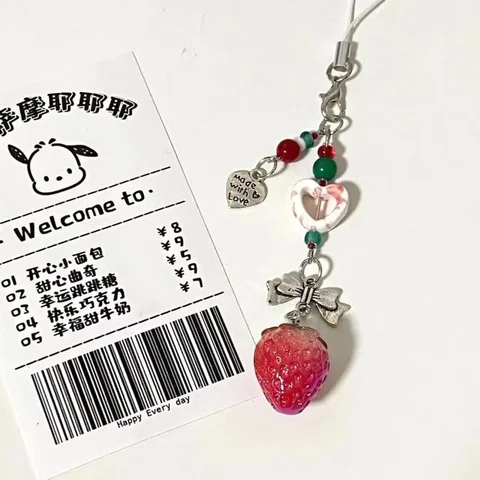 萨摩耶耶耶
· Welcome to ·
01 开心小面包 ¥8
02 甜心曲奇 ¥9
03 幸运跳跳糖 ¥5
04 快乐巧克力 ¥9
05 幸福甜牛奶 ¥7
Happy Every day
Made
with
Love